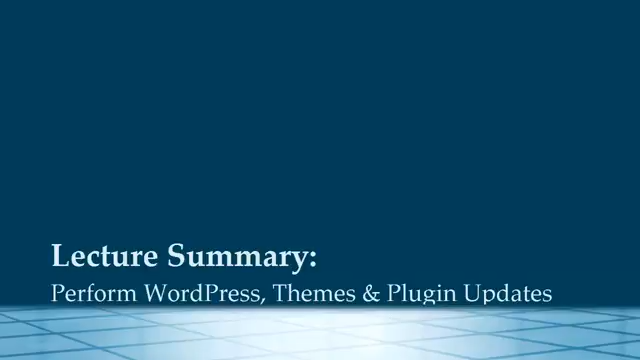 Lecture Summary:
Perform WordPress, Themes & Plugin Updates